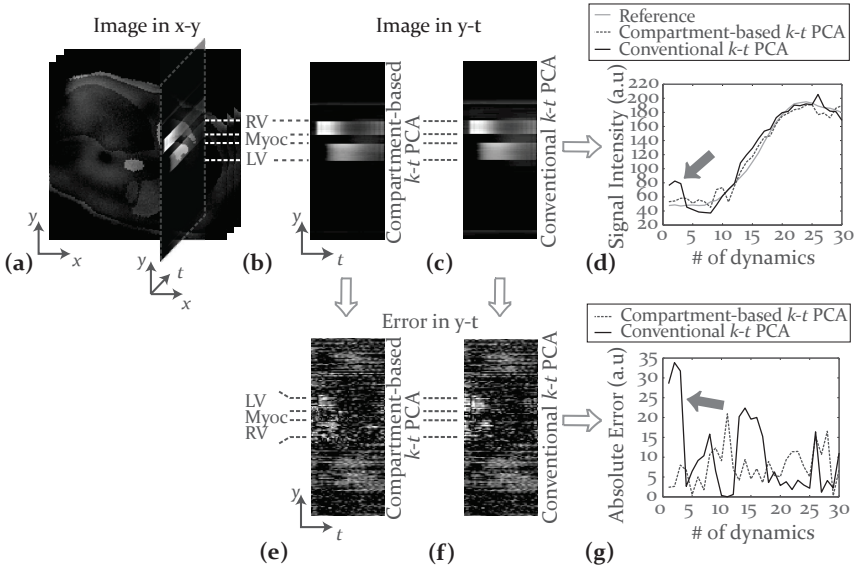 Image in x-y
Image in y-t
RV
Myoc
LV
Compartment-based
k-t PCA
Conventional k-t PCA
Reference
Compartment-based k-t PCA
Conventional k-t PCA
Signal Intensity (a.u)
220
200
180
160
140
120
100
80
60
40
20
0
5
10
15
20
25
30
# of dynamics
y
x
y
t
x
y
t
(a)
(b)
(c)
(d)
Error in y-t
LV
Myoc
RV
Compartment-based
k-t PCA
Conventional k-t PCA
y
t
Compartment-based k-t PCA
Conventional k-t PCA
Absolute Error (a.u)
35
30
25
20
15
10
5
0
0
5
10
15
20
25
30
# of dynamics
(e)
(f)
(g)